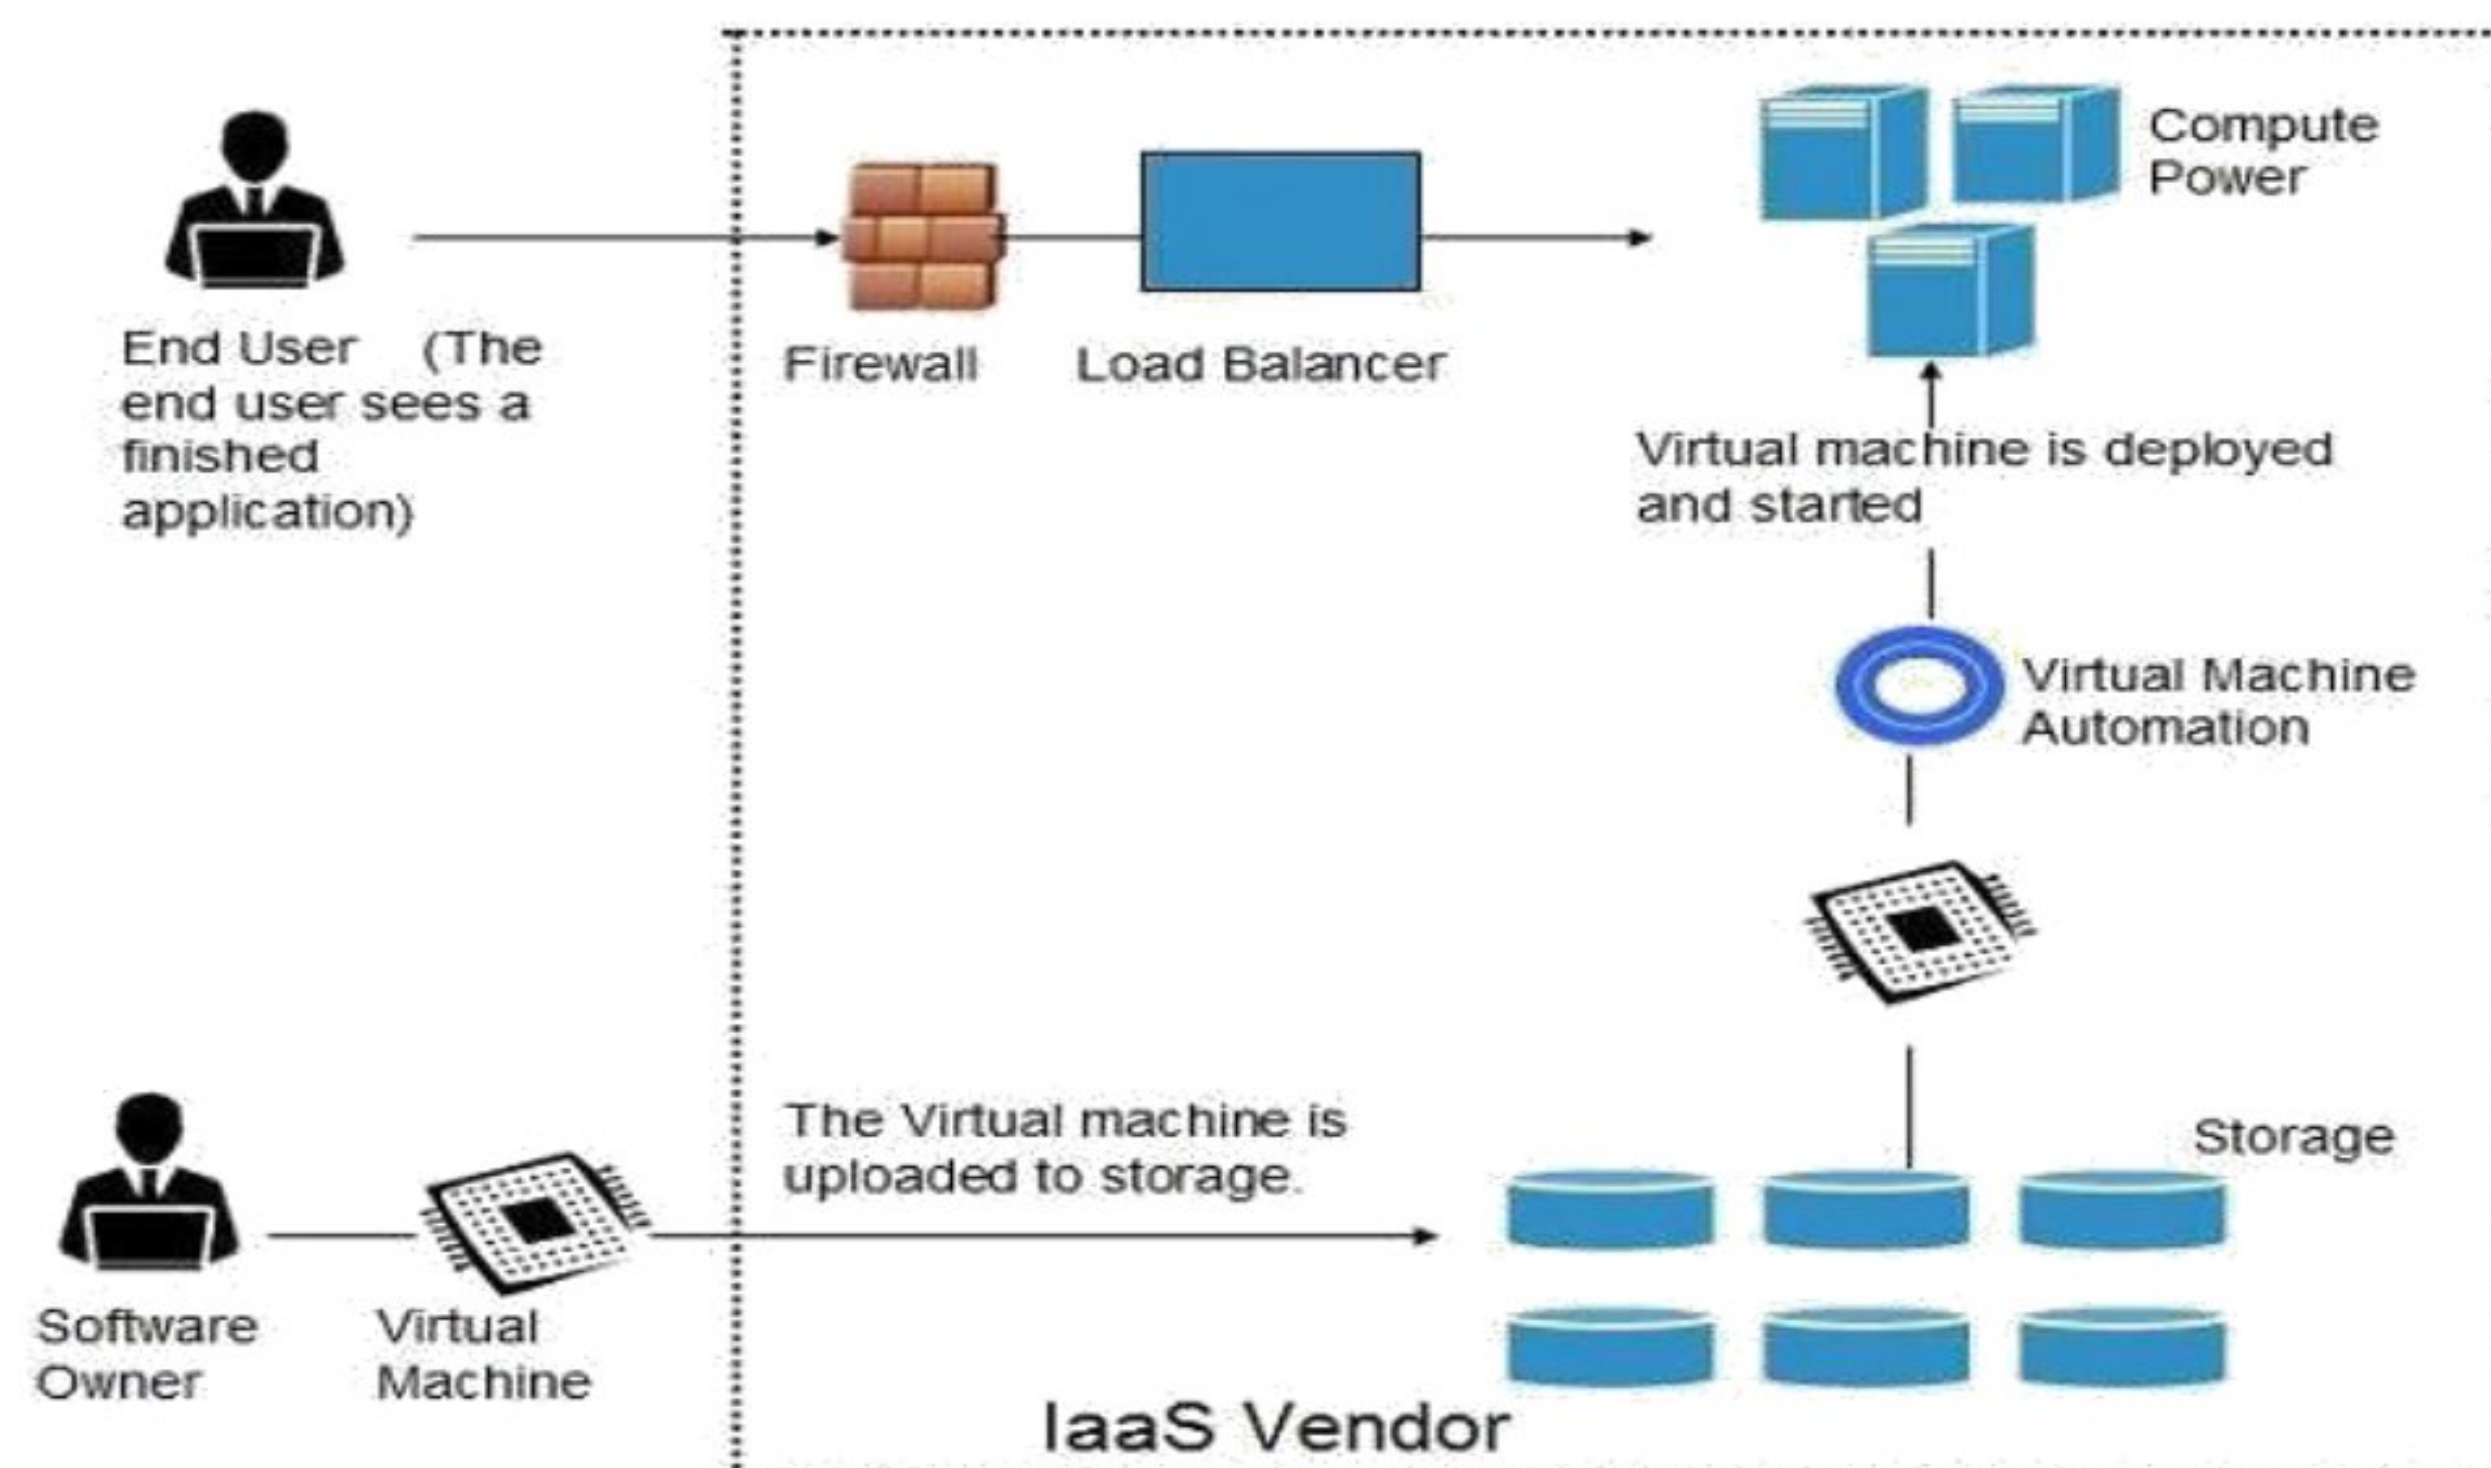 Compute
Power
End User (The
end user sees a
finished
application)
Firewall
Load Balancer
Virtual machine is deployed
and started
Virtual Machine
Automation
The Virtual machine is
uploaded to storage.
Storage
Software
Owner
Virtual
Machine
IaaS Vendor